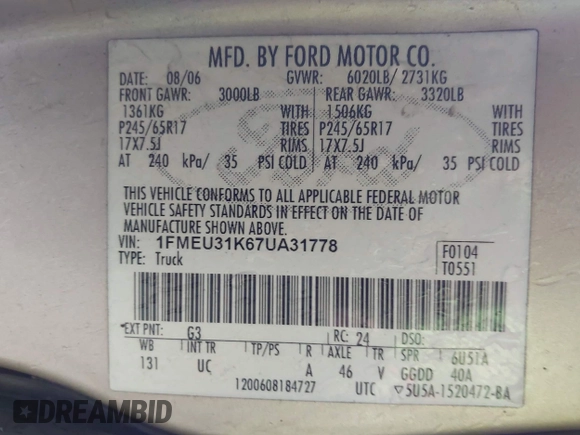 MFD. BY FORD MOTOR CO.
DATE: 08/06 GVWR: 6020LB/ 2731KG
FRONT GAWR: 3000LB REAR GAWR: 3320LB
1361KG WITH 1506KG WITH
P245/65R17 TIRES P245/65R17 TIRES
17X7.5J RIMS 17X7.5J RIMS
AT 240 kPa/ 35 PSI COLD AT 240 kPa/ 35 PSI COLD
Ford
THIS VEHICLE CONFORMS TO ALL APPLICABLE FEDERAL MOTOR
VEHICLE SAFETY STANDARDS IN EFFECT ON THE DATE OF
MANUFACTURE SHOWN ABOVE.
VIN: 1FMEU31K67UA31778
TYPE: Truck
F0104
T0551
EXT PNT: G3 RC: 24 DSO:
WB INT TR TP/PS R AXLE TR SPR 6U51A
131 UC A 46 V GGDD 40A
1200608184727 UTC ▽5U5A-1520472-BA
DREAMBID